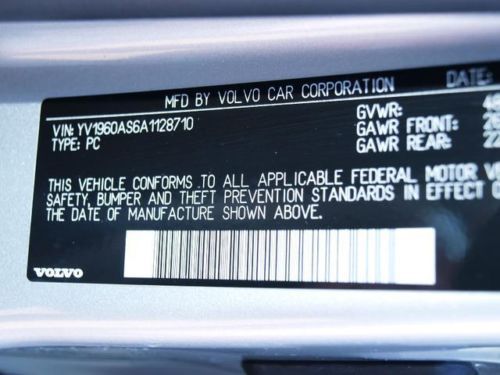 MFD BY VOLVO CAR CORPORATION DATE:
VIN: YV1960AS6A1128710
TYPE: PC
GVWR:
GAWR FRONT:
GAWR REAR:
THIS VEHICLE CONFORMS TO ALL APPLICABLE FEDERAL MOTOR
SAFETY, BUMPER AND THEFT PREVENTION STANDARDS IN EFFECT
THE DATE OF MANUFACTURE SHOWN ABOVE.
VOLVO